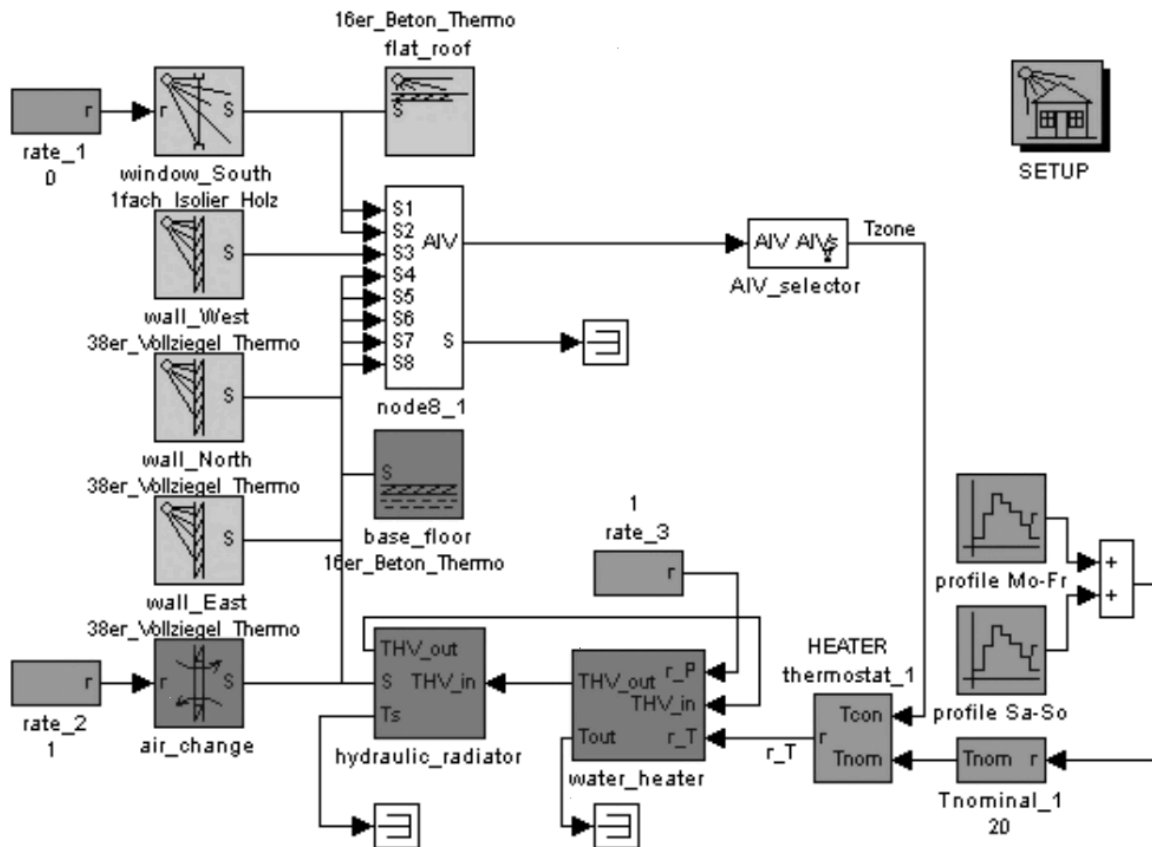 16er_Beton_Thermo
flat_roof
S
r
rate_1
0
r
S
window_South
1fach_Isolier_Holz
SETUP
S
wall_West
38er_Vollziegel_Thermo
S1
S2
S3
S4
S5
S6
S7
S8
AIV
S
node8_1
AIV AIVs
AIV_selector
Tzone
S
wall_North
38er_Vollziegel_Thermo
S
base_floor
16er_Beton_Thermo
S
wall_East
38er_Vollziegel_Thermo
1
rate_3
r
r
profile Mo-Fr
+
+
r
profile Sa-So
r
rate_2
1
r
S
air_change
THV_out
S
THV_in
Ts
hydraulic_radiator
THV_out
r_P
THV_in
Tout
r_T
water_heater
r_T
HEATER
thermostat_1
Tcon
r
Tnom
Tnom
r
Tnominal_1
20